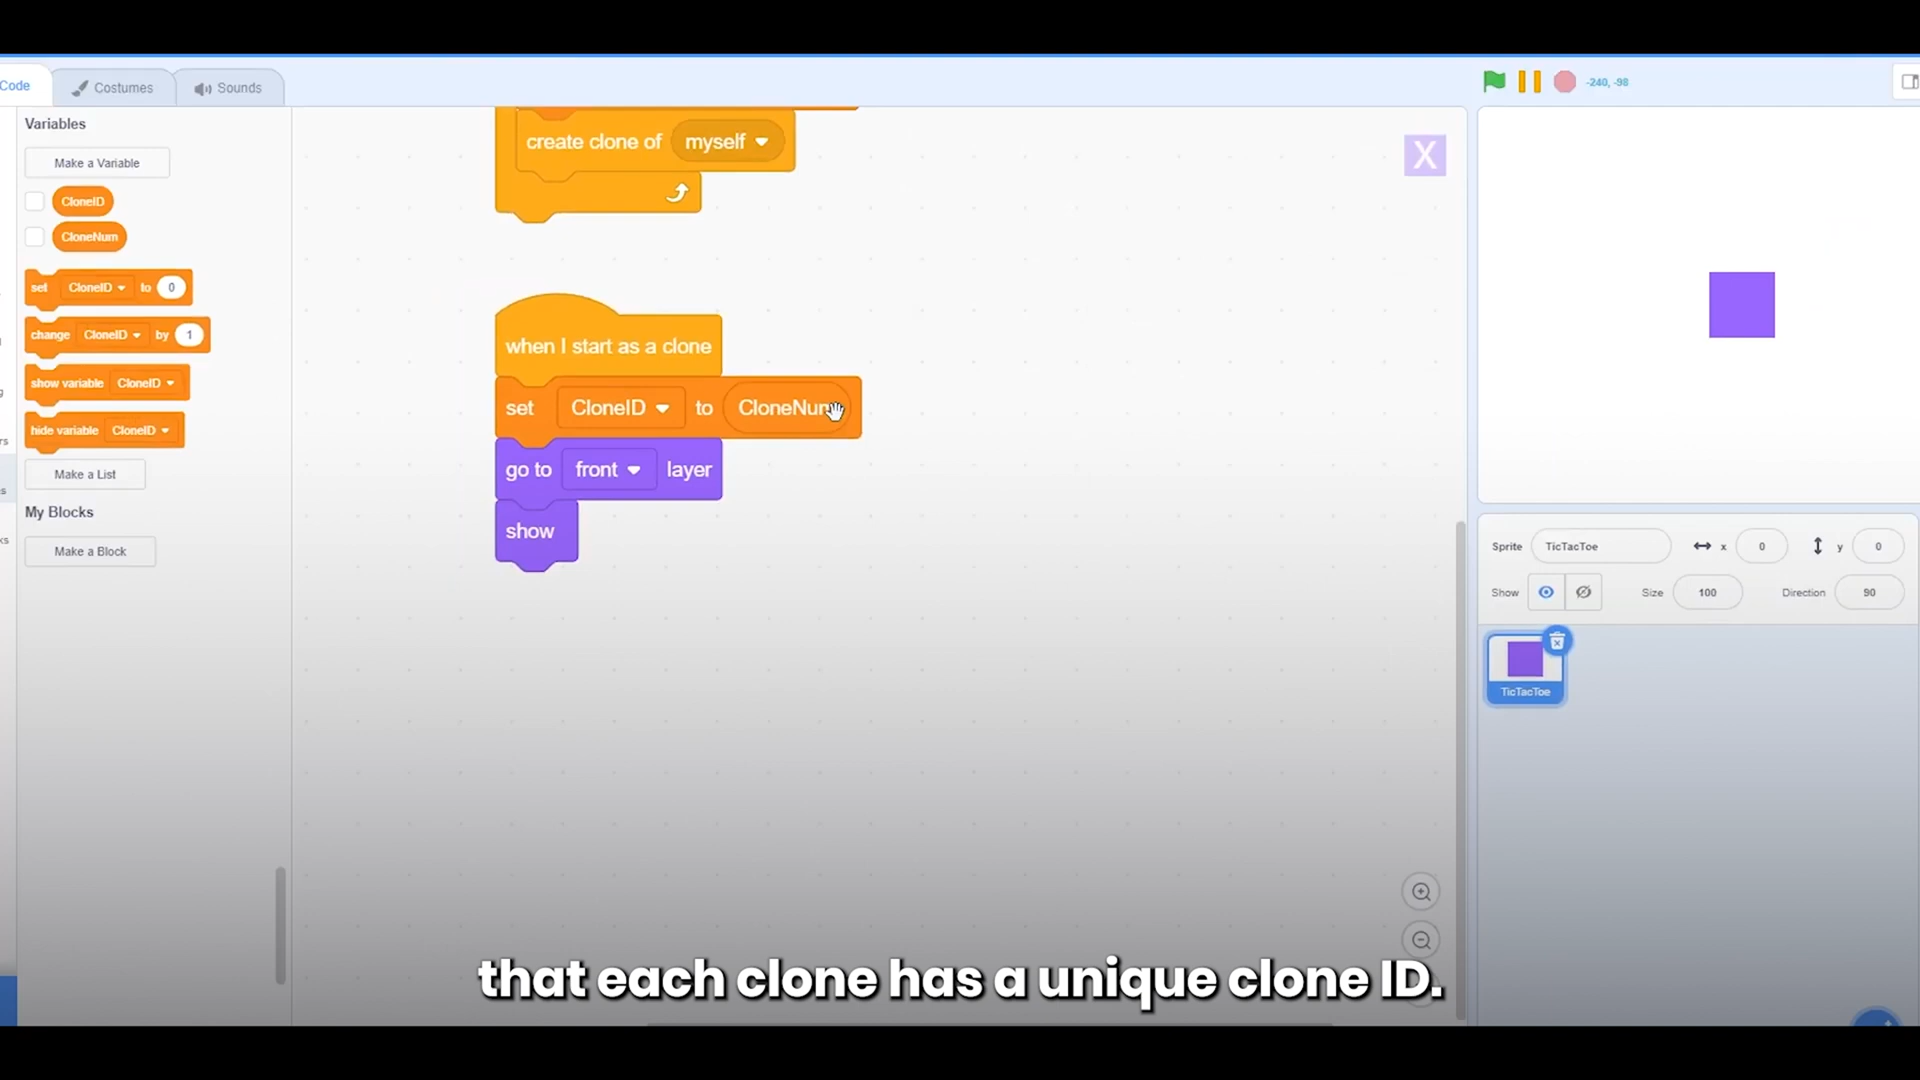 Code
Costumes
Sounds
-240, -98
Variables
Make a Variable
CloneID
CloneNum
set CloneID to 0
change CloneID by 1
show variable CloneID
hide variable CloneID
Make a List
My Blocks
Make a Block
create clone of myself
X
when I start as a clone
set CloneID to CloneNum
go to front layer
show
Sprite TicTacToe x 0 y 0
Show Size 100 Direction 90
TicTacToe
that each clone has a unique clone ID.